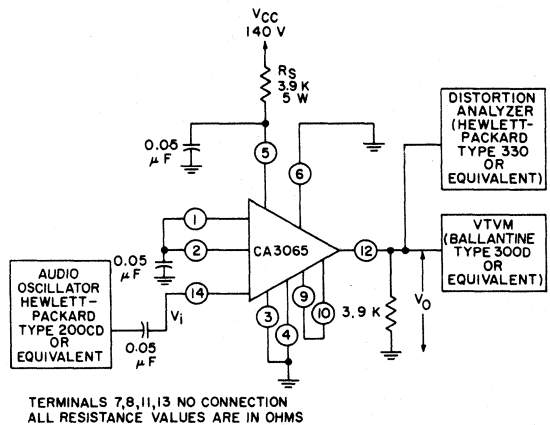 VCC
140 V
RS
3.9 K
5 W
0.05
μF
5
6
DISTORTION
ANALYZER
(HEWLETT-
PACKARD
TYPE 330
OR
EQUIVALENT)
1
2
CA3065
12
VTVM
(BALLANTINE
TYPE 300D
OR
EQUIVALENT)
0.05
μF
AUDIO
OSCILLATOR
HEWLETT-
PACKARD
TYPE 200CD
OR
EQUIVALENT
14
Vi
0.05
μF
3
4
9
10
3.9 K
VO
TERMINALS 7,8,11,13 NO CONNECTION
ALL RESISTANCE VALUES ARE IN OHMS